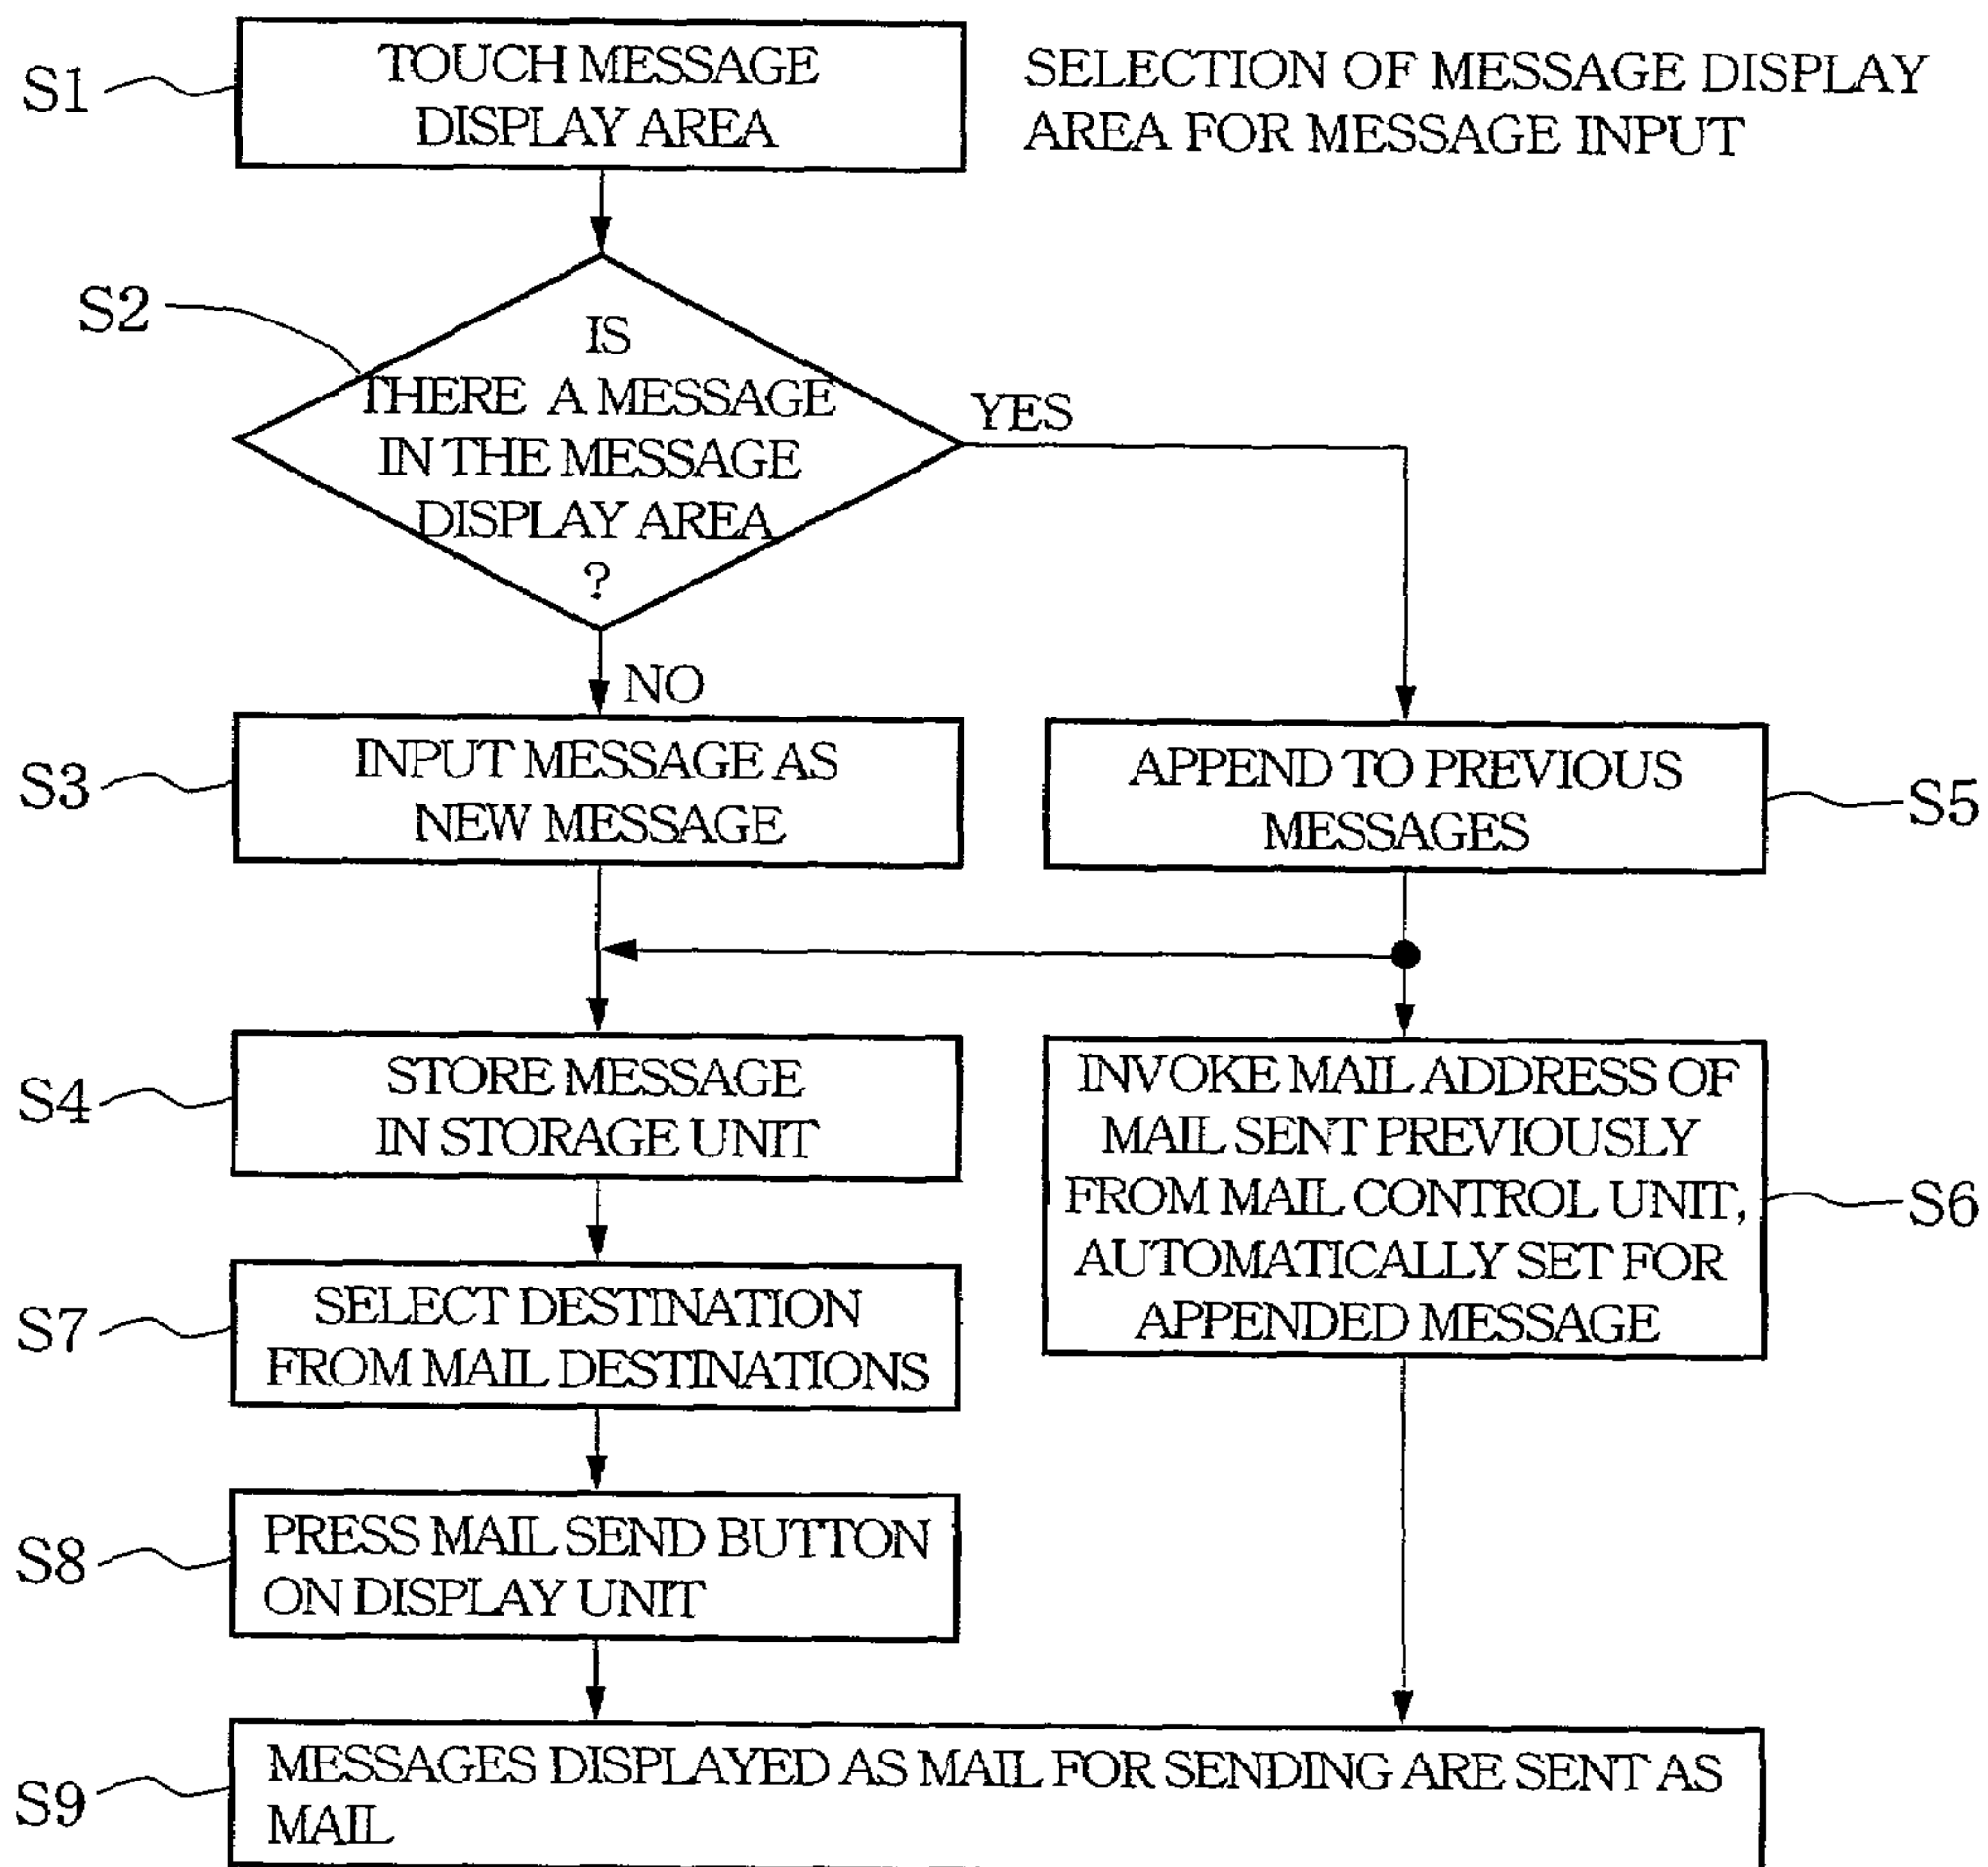 S1
TOUCH MESSAGE
DISPLAY AREA
SELECTION OF MESSAGE DISPLAY
AREA FOR MESSAGE INPUT
S2
IS
THERE A MESSAGE
IN THE MESSAGE
DISPLAY AREA
?
YES
NO
S3
INPUT MESSAGE AS
NEW MESSAGE
APPEND TO PREVIOUS
MESSAGES
S5
S4
STORE MESSAGE
IN STORAGE UNIT
INVOKE MAIL ADDRESS OF
MAIL SENT PREVIOUSLY
FROM MAIL CONTROL UNIT,
AUTOMATICALLY SET FOR
APPENDED MESSAGE
S6
S7
SELECT DESTINATION
FROM MAIL DESTINATIONS
S8
PRESS MAIL SEND BUTTON
ON DISPLAY UNIT
S9
MESSAGES DISPLAYED AS MAIL FOR SENDING ARE SENT AS
MAIL